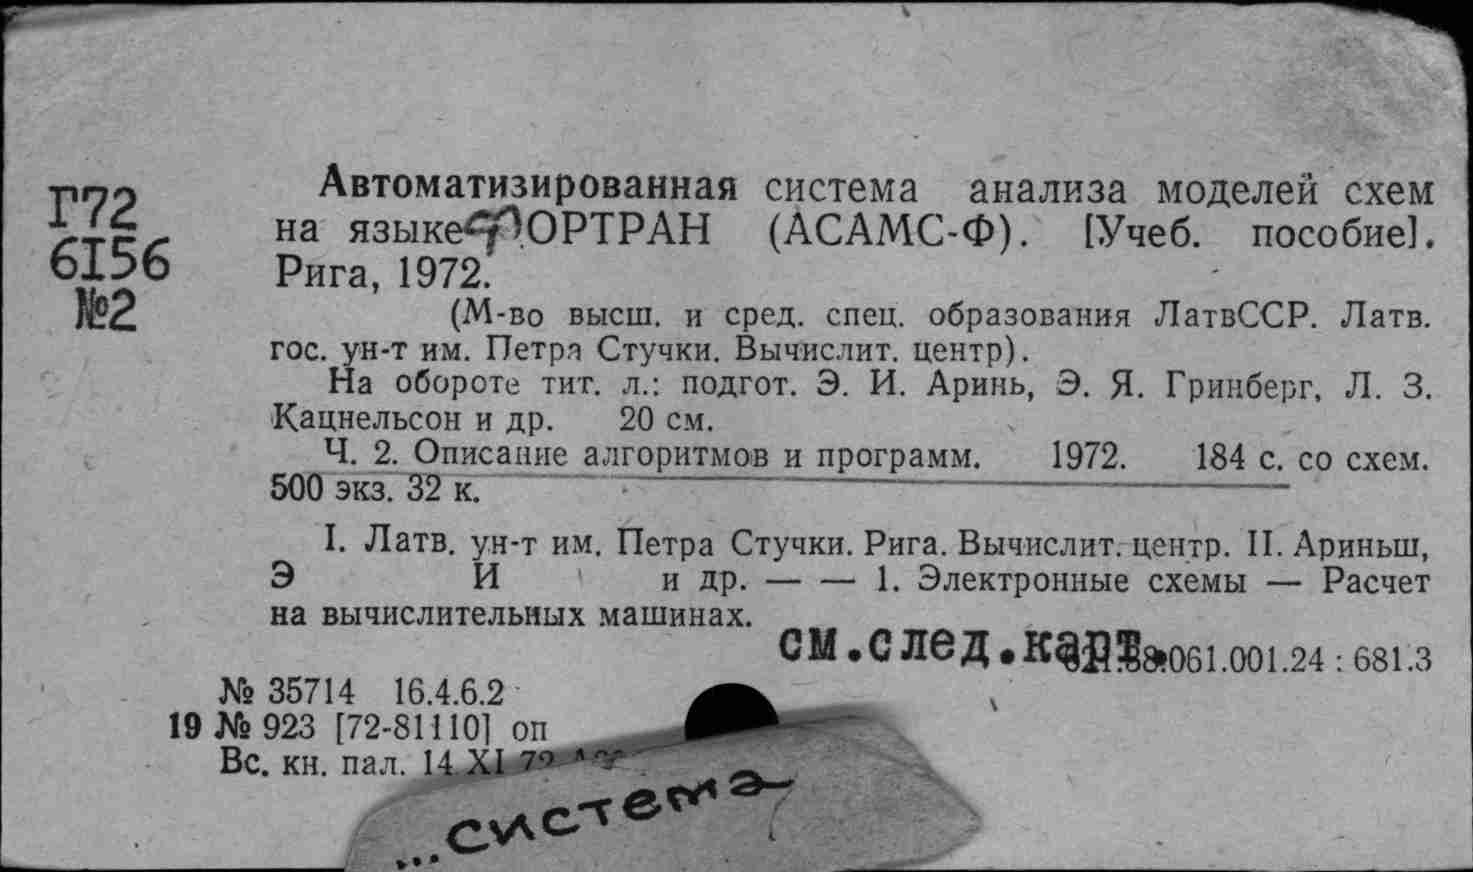 Г72
6I56
№2
Автоматизированная система анализа моделей схем
на языке ФОРТРАН (АСАМС-Ф). [Учеб. пособие].
Рига, 1972.
(М-во высш. и сред. спец. образования ЛатвССР. Латв.
гос. ун-т им. Петра Стучки. Вычислит. центр).
На обороте тит. л.: подгот. Э. И. Аринь, Э. Я. Гринберг, Л. З.
Кацнельсон и др. 20 см.
Ч. 2. Описание алгоритмов и программ. 1972. 184 с. со схем.
500 экз. 32 к.
I. Латв. ун-т им. Петра Стучки. Рига. Вычислит. центр. II. Ариньш,
Э И и др. — — 1. Электронные схемы — Расчет
на вычислительных машинах.
см.след.карт. 061.001.24 : 681.3
№ 35714 16.4.6.2
19 № 923 [72-81110] оп
Вс. кн. пал. 14 XI 72
...система